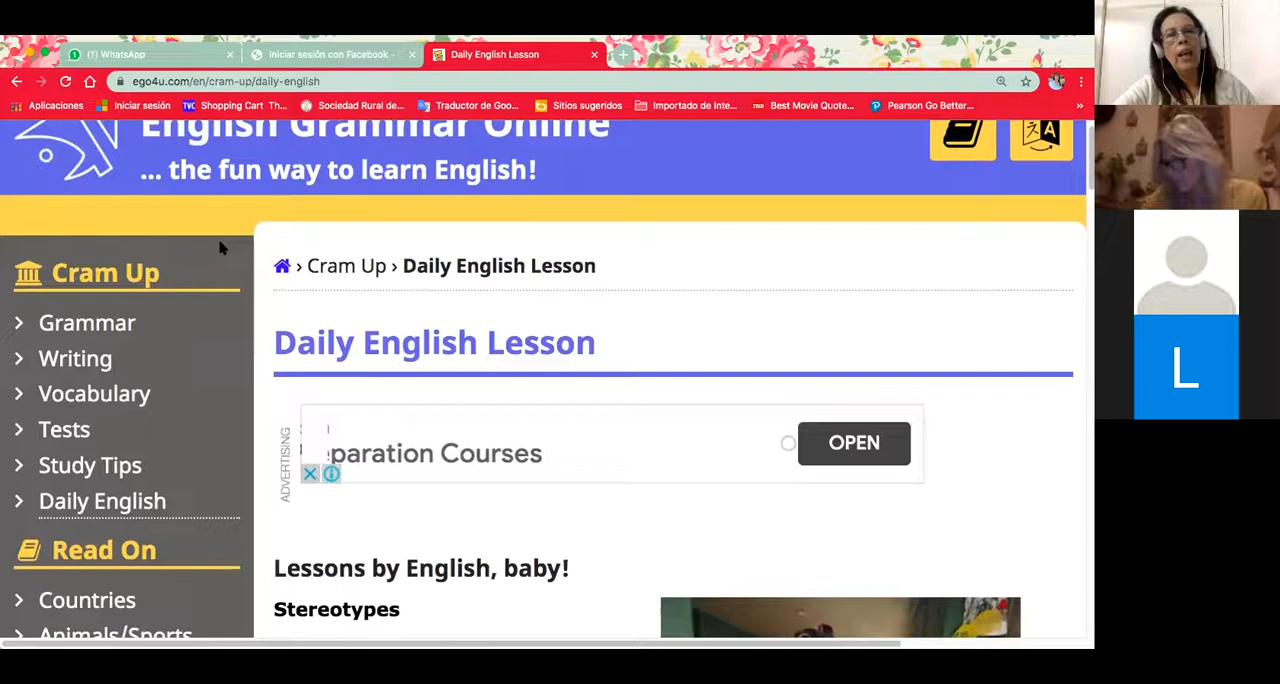 (1) WhatsApp
Iniciar sesión con Facebook -
Daily English Lesson
ego4u.com/en/cram-up/daily-english
Aplicaciones
Iniciar sesión
TVC Shopping Cart Th...
Sociedad Rural de...
Traductor de Goo...
Sitios sugeridos
Importado de Inte...
Best Movie Quote...
Pearson Go Better...
»
English Grammar Online
... the fun way to learn English!
Cram Up
Grammar
Writing
Vocabulary
Tests
Study Tips
Daily English
Read On
Countries
Animals/Sports
› Cram Up › Daily English Lesson
Daily English Lesson
ADVERTISING
paration Courses
OPEN
Lessons by English, baby!
Stereotypes
L